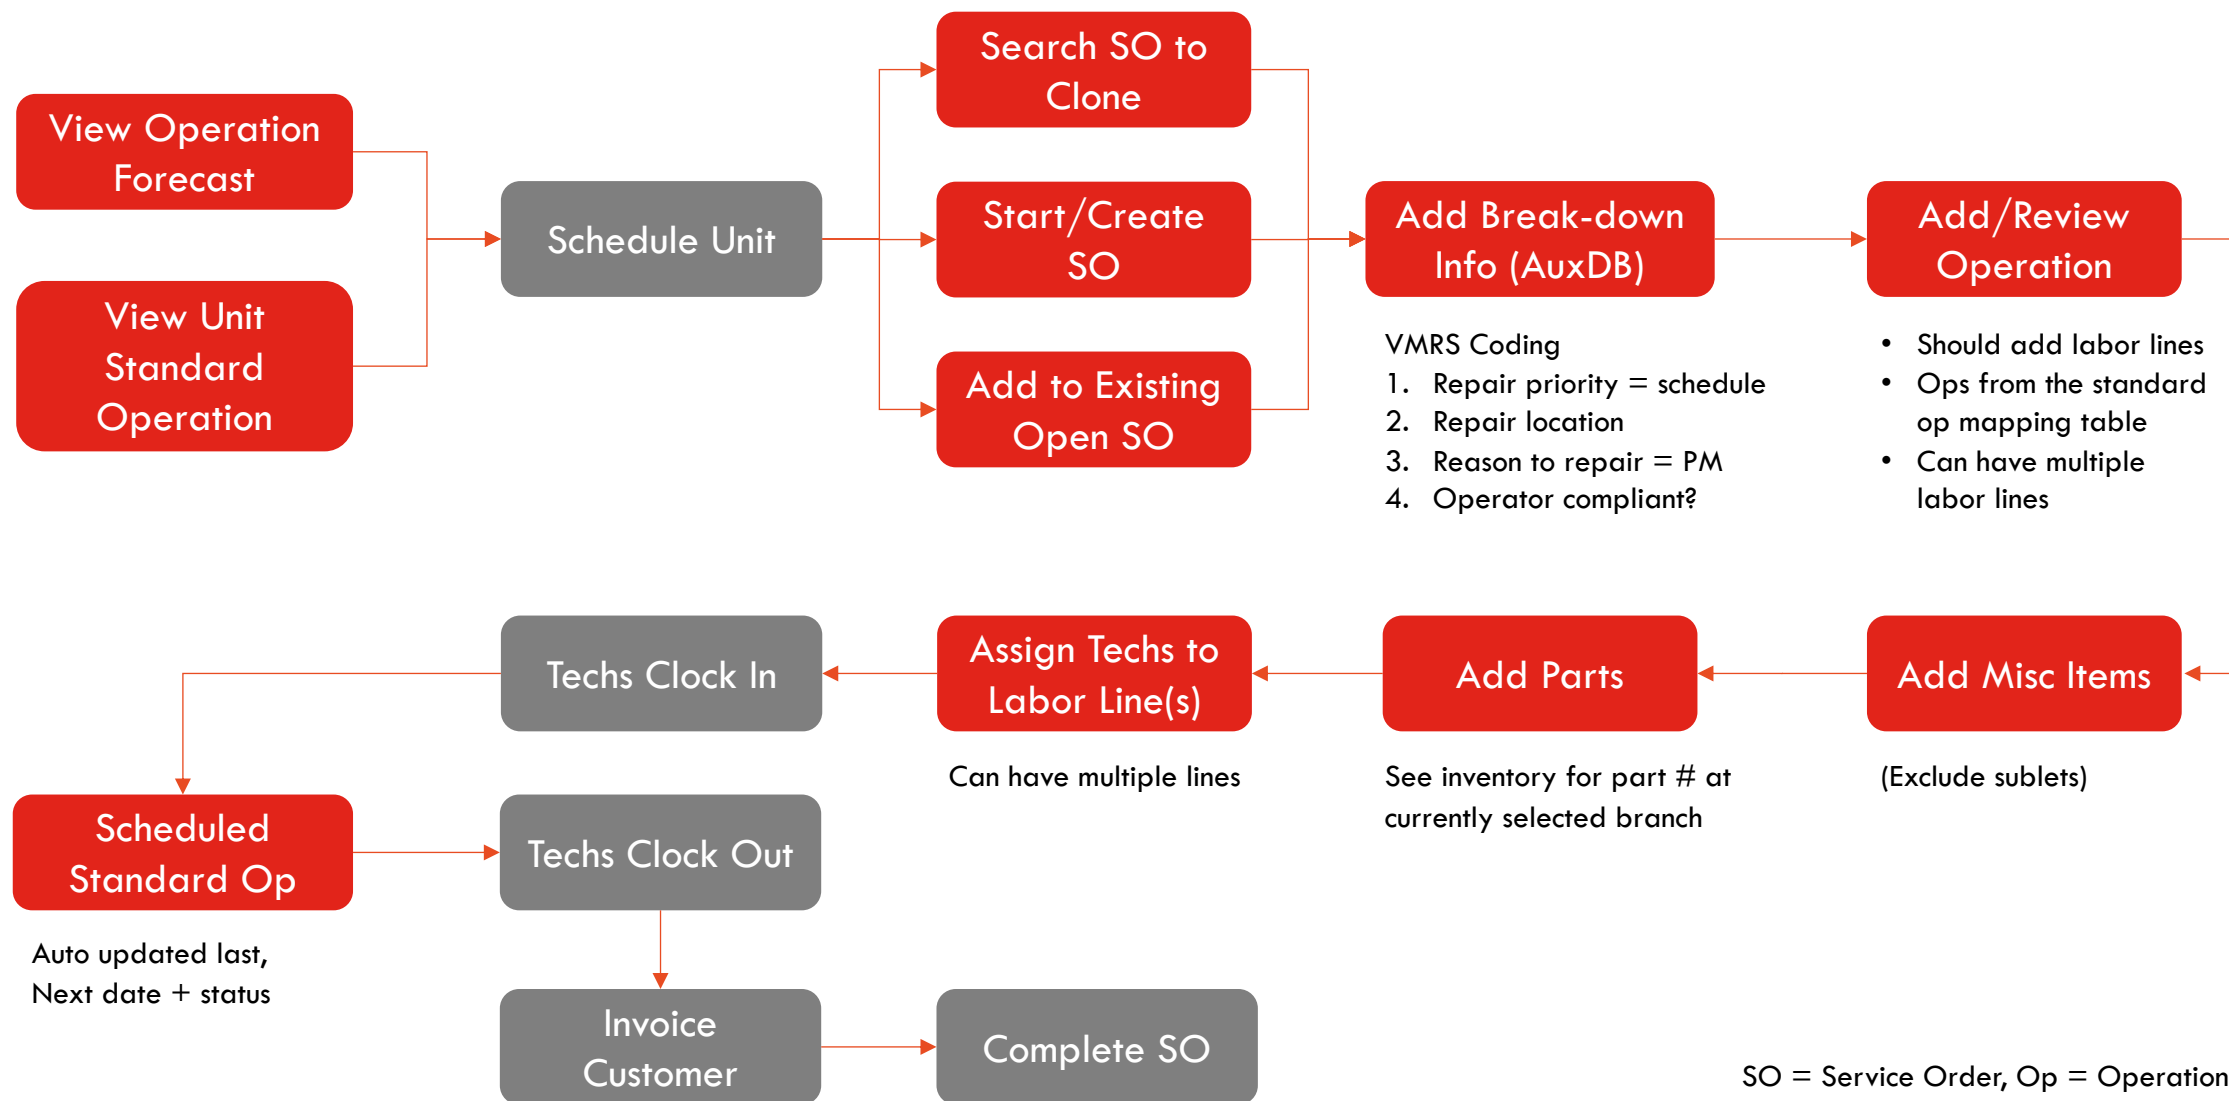 View Operation
Forecast
View Unit
Standard
Operation
Schedule Unit
Search SO to
Clone
Start/Create
SO
Add to Existing
Open SO
Add Break-down
Info (AuxDB)
VMRS Coding
1. Repair priority = schedule
2. Repair location
3. Reason to repair = PM
4. Operator compliant?
Add/Review
Operation
• Should add labor lines
• Ops from the standard
op mapping table
• Can have multiple
labor lines
Add Misc Items
(Exclude sublets)
Add Parts
See inventory for part # at
currently selected branch
Assign Techs to
Labor Line(s)
Can have multiple lines
Techs Clock In
Scheduled
Standard Op
Auto updated last,
Next date + status
Techs Clock Out
Invoice
Customer
Complete SO
SO = Service Order, Op = Operation